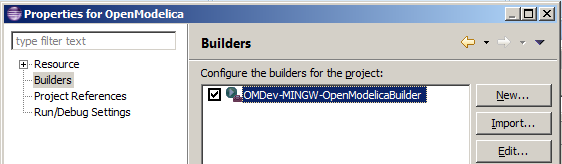 Properties for OpenModelica
type filter text
Builders
Resource
Builders
Project References
Run/Debug Settings
Configure the builders for the project:
OMDev-MINGW-OpenModelicaBuilder
New...
Import...
Edit...